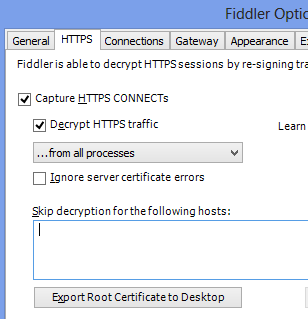 Fiddler Optio
General HTTPS Connections Gateway Appearance
Fiddler is able to decrypt HTTPS sessions by re-signing tra
Capture HTTPS CONNECTs
Decrypt HTTPS traffic Learn
...from all processes
Ignore server certificate errors
Skip decryption for the following hosts:
Export Root Certificate to Desktop